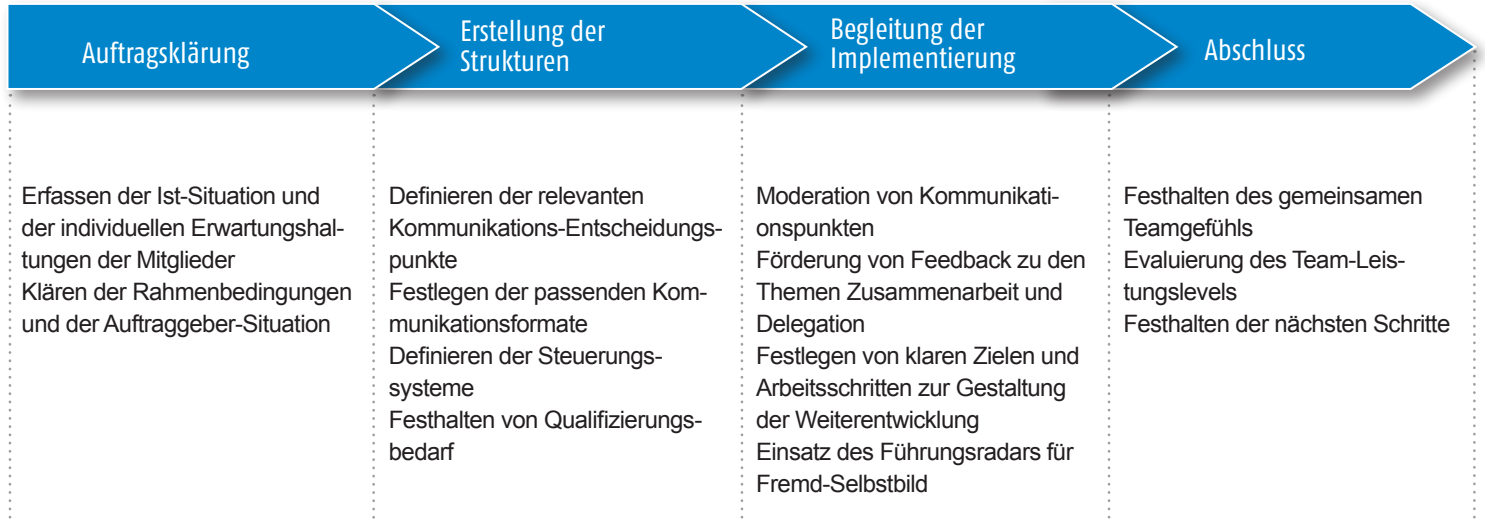 Auftragsklärung
Erstellung der
Strukturen
Begleitung der
Implementierung
Abschluss
Erfassen der Ist-Situation und
der individuellen Erwartungshal-
tungen der Mitglieder
Klären der Rahmenbedingungen
und der Auftraggeber-Situation
Definieren der relevanten
Kommunikations-Entscheidungs-
punkte
Festlegen der passenden Kom-
munikationsformate
Definieren der Steuerungs-
systeme
Festhalten von Qualifizierungs-
bedarf
Moderation von Kommunikati-
onspunkten
Förderung von Feedback zu den
Themen Zusammenarbeit und
Delegation
Festlegen von klaren Zielen und
Arbeitsschritten zur Gestaltung
der Weiterentwicklung
Einsatz des Führungsradars für
Fremd-Selbstbild
Festhalten des gemeinsamen
Teamgefühls
Evaluierung des Team-Leis-
tungslevels
Festhalten der nächsten Schritte